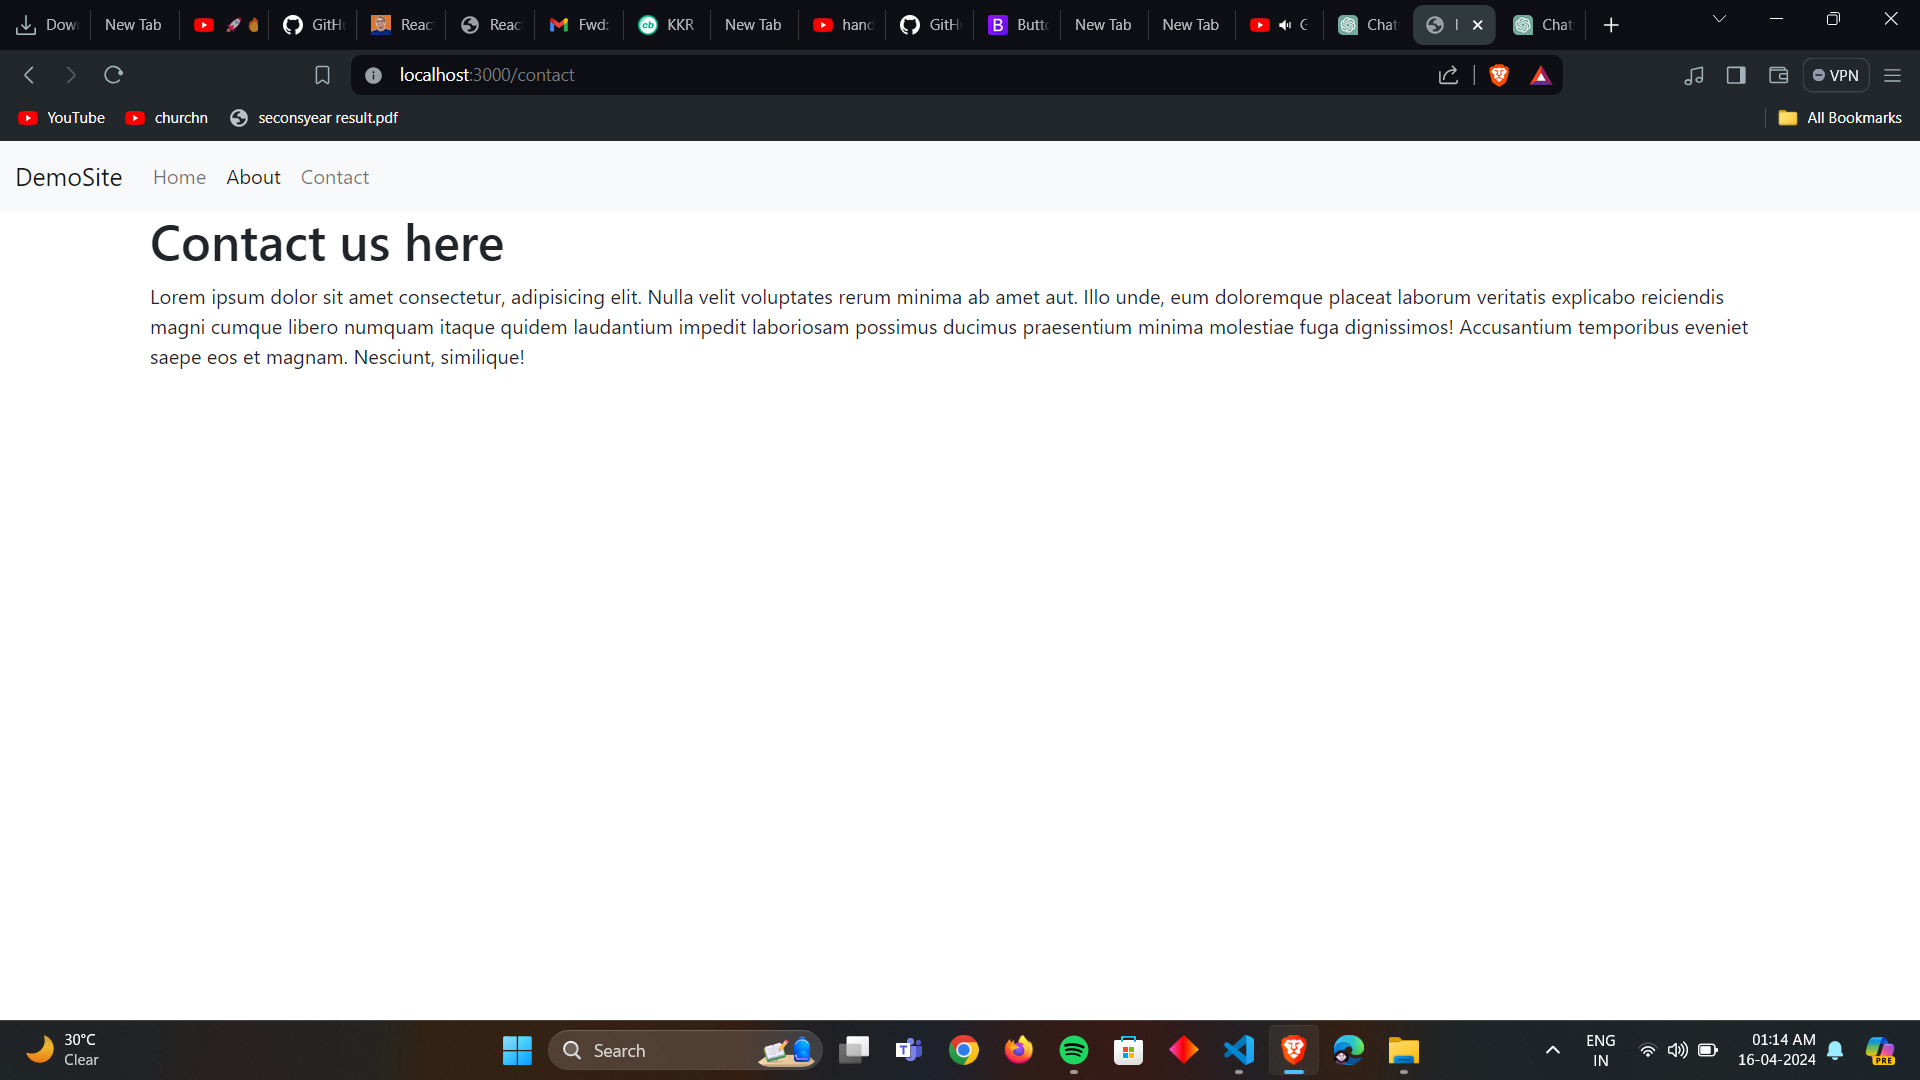 Dow
New Tab
GitH
Reac
Reac
Fwd:
cb
KKR
New Tab
hand
GitH
B
Butt
New Tab
New Tab
Chat
Chat
localhost:3000/contact
VPN
YouTube
churchn
seconsyear result.pdf
All Bookmarks
DemoSite Home About Contact
Contact us here
Lorem ipsum dolor sit amet consectetur, adipisicing elit. Nulla velit voluptates rerum minima ab amet aut. Illo unde, eum doloremque placeat laborum veritatis explicabo reiciendis
magni cumque libero numquam itaque quidem laudantium impedit laboriosam possimus ducimus praesentium minima molestiae fuga dignissimos! Accusantium temporibus eveniet
saepe eos et magnam. Nesciunt, similique!
30°C
Clear
Search
ENG
IN
01:14 AM
16-04-2024
PRE